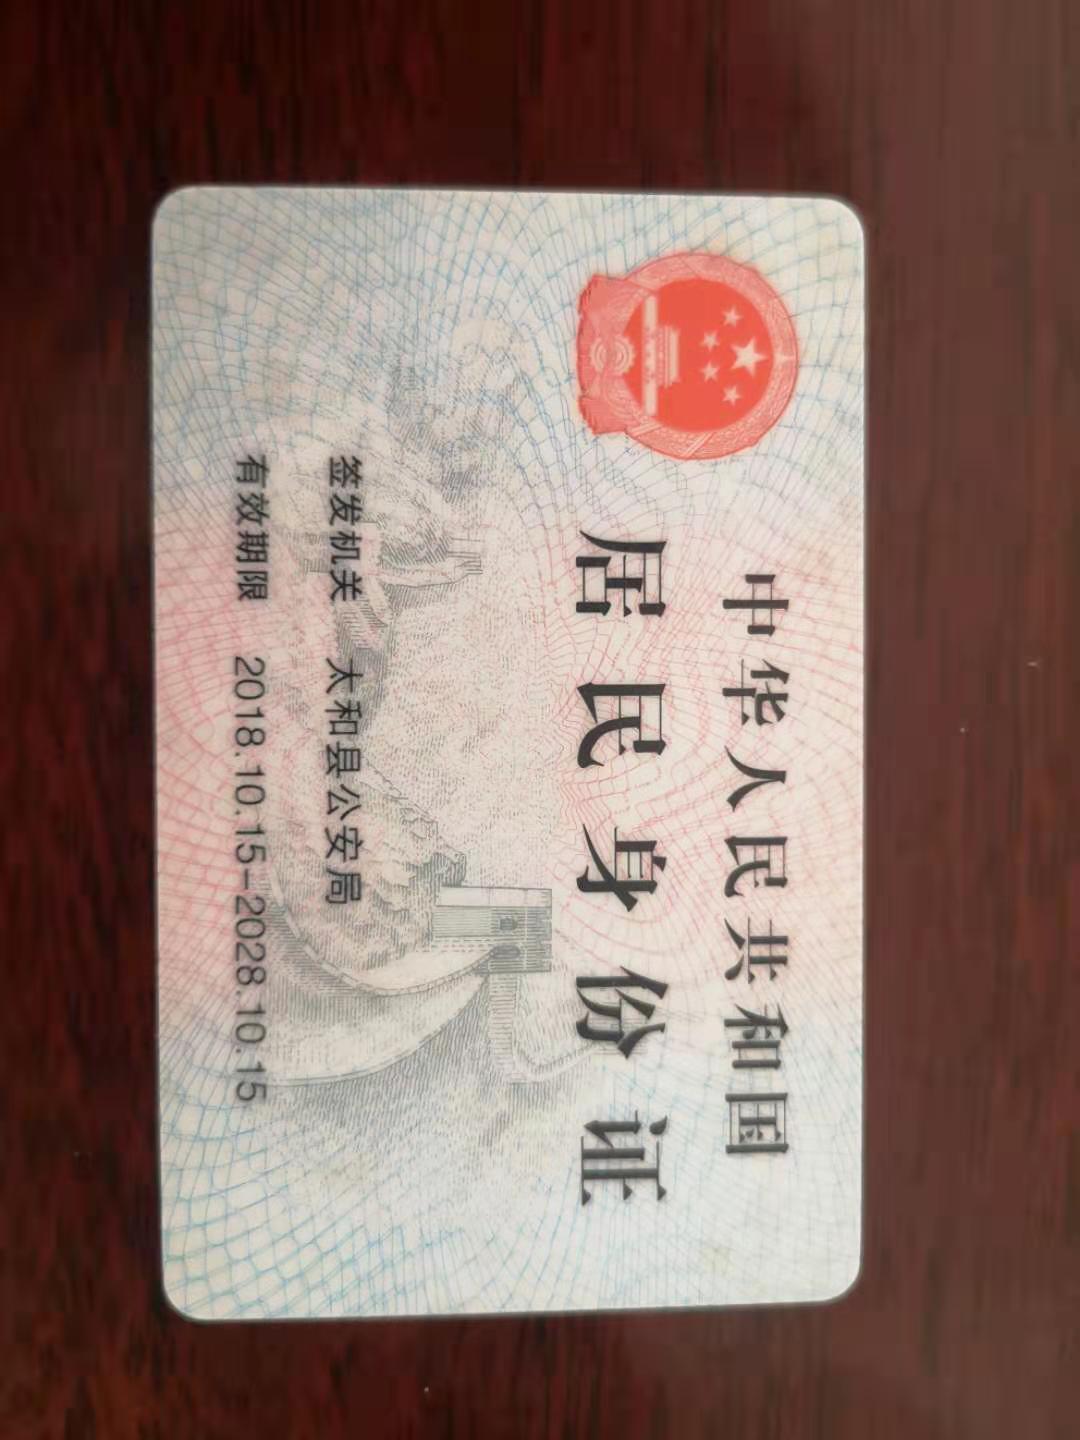 中华人民共和国
居民身份证
签发机关 太和县公安局
有效期限 2018.10.15-2028.10.15